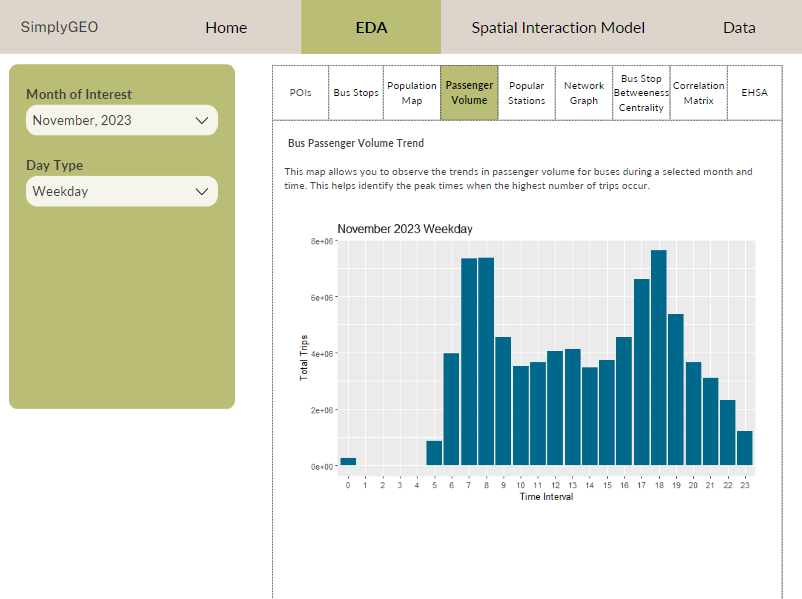 SimplyGEO Home EDA Spatial Interaction Model Data
Month of Interest
November, 2023
Day Type
Weekday
POIs
Bus Stops
Population
Map
Passenger
Volume
Popular
Stations
Network
Graph
Bus Stop
Betweeness
Centrality
Correlation
Matrix
EHSA
Bus Passenger Volume Trend
This map allows you to observe the trends in passenger volume for buses during a selected month and
time. This helps identify the peak times when the highest number of trips occur.
November 2023 Weekday
8e+06
6e+06
4e+06
2e+06
0e+00
Total Trips
0 1 2 3 4 5 6 7 8 9 10 11 12 13 14 15 16 17 18 19 20 21 22 23
Time Interval